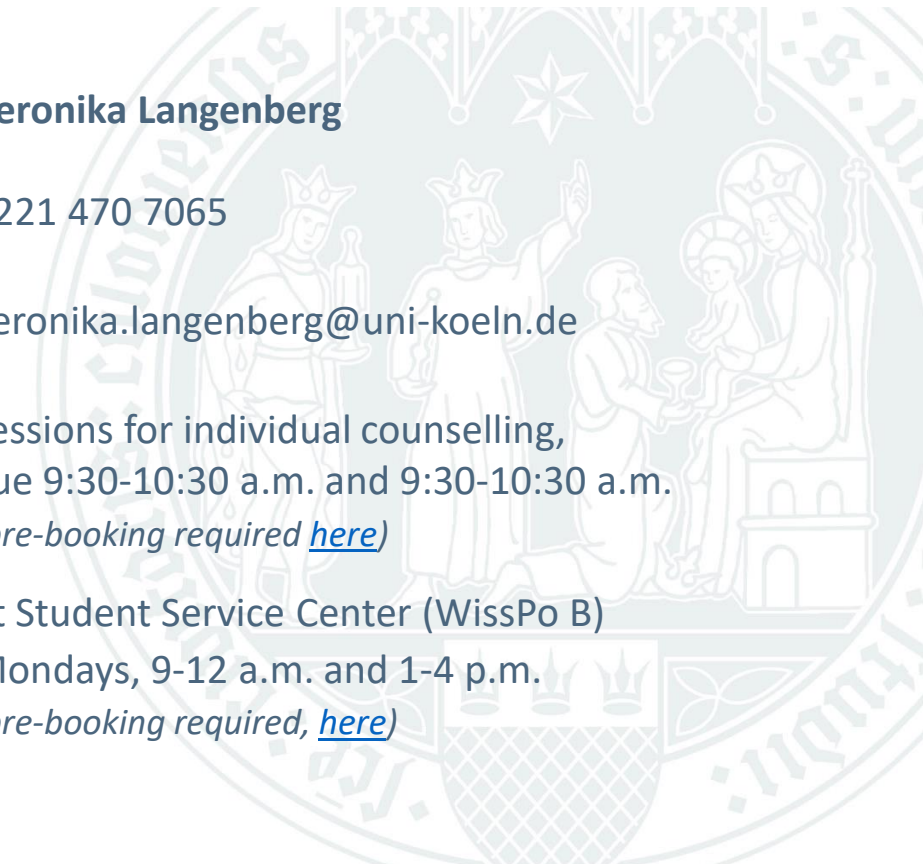 eronika Langenberg
221 470 7065
eronika.langenberg@uni-koeln.de
essions for individual counselling,
ue 9:30-10:30 a.m. and 9:30-10:30 a.m.
re-booking required here)
t Student Service Center (WissPo B)
Mondays, 9-12 a.m. and 1-4 p.m.
re-booking required, here)